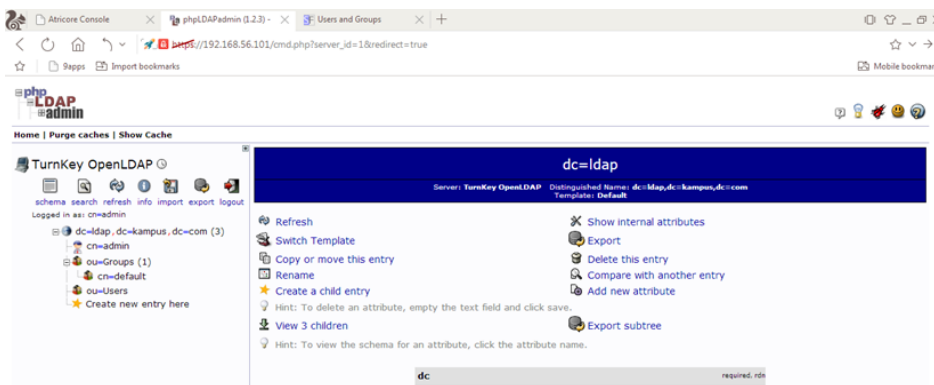 Atricore Console
phpLDAPadmin (1.2.3) -
Users and Groups
https://192.168.56.101/cmd.php?server_id=1&redirect=true
9apps
Import bookmarks
Mobile bookmar
php
LDAP
admin
Home | Purge caches | Show Cache
TurnKey OpenLDAP
schema search refresh info import export logout
Logged in as: cn=admin
dc=ldap,dc=kampus,dc=com (3)
cn=admin
ou=Groups (1)
cn=default
ou=Users
Create new entry here
dc=ldap
Server: TurnKey OpenLDAP Distinguished Name: dc=ldap,dc=kampus,dc=com
Template: Default
Refresh
Show internal attributes
Switch Template
Export
Copy or move this entry
Delete this entry
Rename
Compare with another entry
Create a child entry
Add new attribute
Hint: To delete an attribute, empty the text field and click save.
View 3 children
Export subtree
Hint: To view the schema for an attribute, click the attribute name.
dc
required, rdn